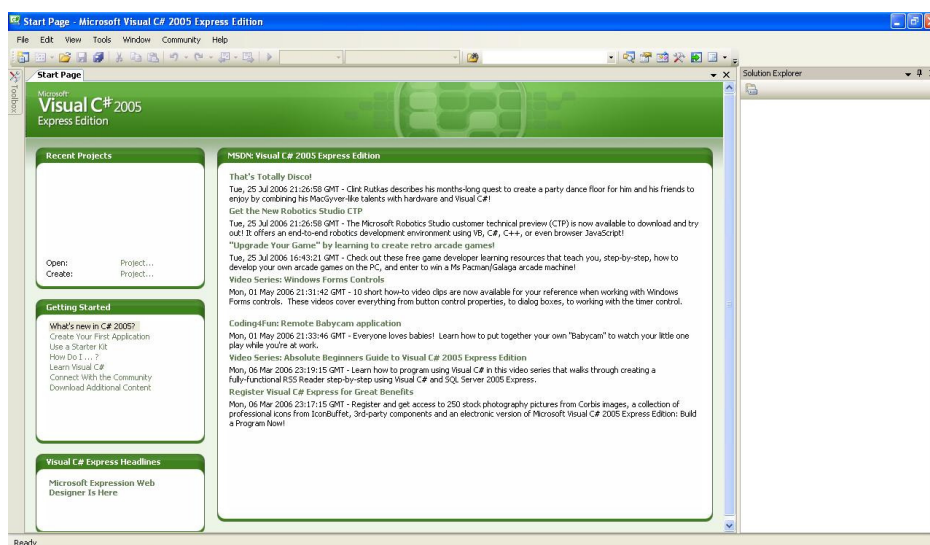 Start Page - Microsoft Visual C# 2005 Express Edition
File Edit View Tools Window Community Help
Toolbox
Start Page
Solution Explorer
Microsoft
Visual C# 2005
Express Edition
Recent Projects
Open: Project...
Create: Project...
Getting Started
What's new in C# 2005?
Create Your First Application
Use a Starter Kit
How Do I ... ?
Learn Visual C#
Connect With the Community
Download Additional Content
Visual C# Express Headlines
Microsoft Expression Web
Designer Is Here
MSDN: Visual C# 2005 Express Edition
That's Totally Disco!
Tue, 25 Jul 2006 21:26:58 GMT - Clint Rutkas describes his months-long quest to create a party dance floor for him and his friends to
enjoy by combining his MacGyver-like talents with hardware and Visual C#!
Get the New Robotics Studio CTP
Tue, 25 Jul 2006 21:26:58 GMT - The Microsoft Robotics Studio customer technical preview (CTP) is now available to download and try
out! It offers an end-to-end robotics development environment using VB, C#, C++, or even browser JavaScript!
"Upgrade Your Game" by learning to create retro arcade games!
Tue, 25 Jul 2006 16:43:21 GMT - Check out these free game developer learning resources that teach you, step-by-step, how to
develop your own arcade games on the PC, and enter to win a Ms Pacman/Galaga arcade machine!
Video Series: Windows Forms Controls
Mon, 01 May 2006 21:31:42 GMT - 10 short how-to video clips are now available for your reference when working with Windows
Forms controls. These videos cover everything from button control properties, to dialog boxes, to working with the timer control.
Coding4Fun: Remote Babycam application
Mon, 01 May 2006 21:33:46 GMT - Everyone loves babies! Learn how to put together your own "Babycam" to watch your little one
play while you're at work.
Video Series: Absolute Beginners Guide to Visual C# 2005 Express Edition
Mon, 06 Mar 2006 23:19:15 GMT - Learn how to program using Visual C# in this video series that walks through creating a
fully-functional RSS Reader step-by-step using Visual C# and SQL Server 2005 Express.
Register Visual C# Express for Great Benefits
Mon, 06 Mar 2006 23:17:15 GMT - Register and get access to 250 stock photography pictures from Corbis images, a collection of
professional icons from IconBuffet, 3rd-party components and an electronic version of Microsoft Visual C# 2005 Express Edition: Build
a Program Now!
Ready